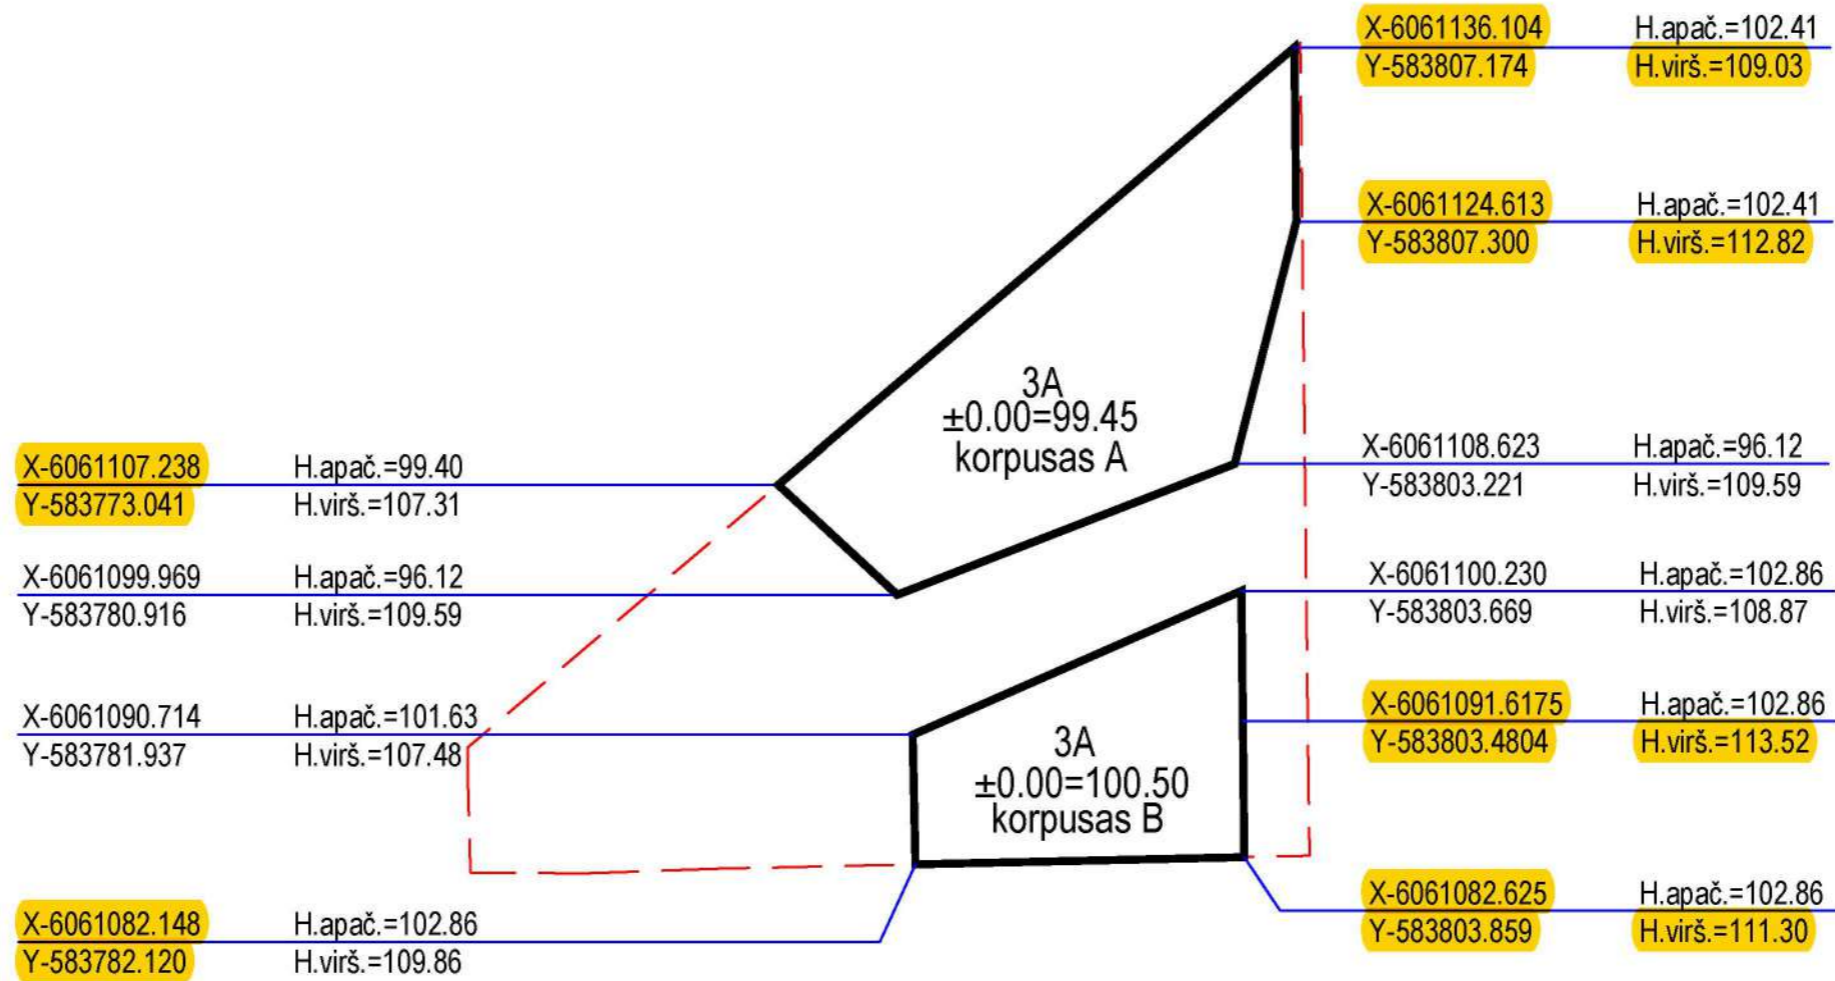 X-6061136.104 H.apač.=102.41
Y-583807.174 H.virš.=109.03
X-6061124.613 H.apač.=102.41
Y-583807.300 H.virš.=112.82
3A
±0.00=99.45
korpusas A
X-6061108.623 H.apač.=96.12
Y-583803.221 H.virš.=109.59
X-6061107.238 H.apač.=99.40
Y-583773.041 H.virš.=107.31
X-6061099.969 H.apač.=96.12
Y-583780.916 H.virš.=109.59
X-6061100.230 H.apač.=102.86
Y-583803.669 H.virš.=108.87
X-6061090.714 H.apač.=101.63
Y-583781.937 H.virš.=107.48
X-6061091.6175 H.apač.=102.86
Y-583803.4804 H.virš.=113.52
3A
±0.00=100.50
korpusas B
X-6061082.148 H.apač.=102.86
Y-583782.120 H.virš.=109.86
X-6061082.625 H.apač.=102.86
Y-583803.859 H.virš.=111.30